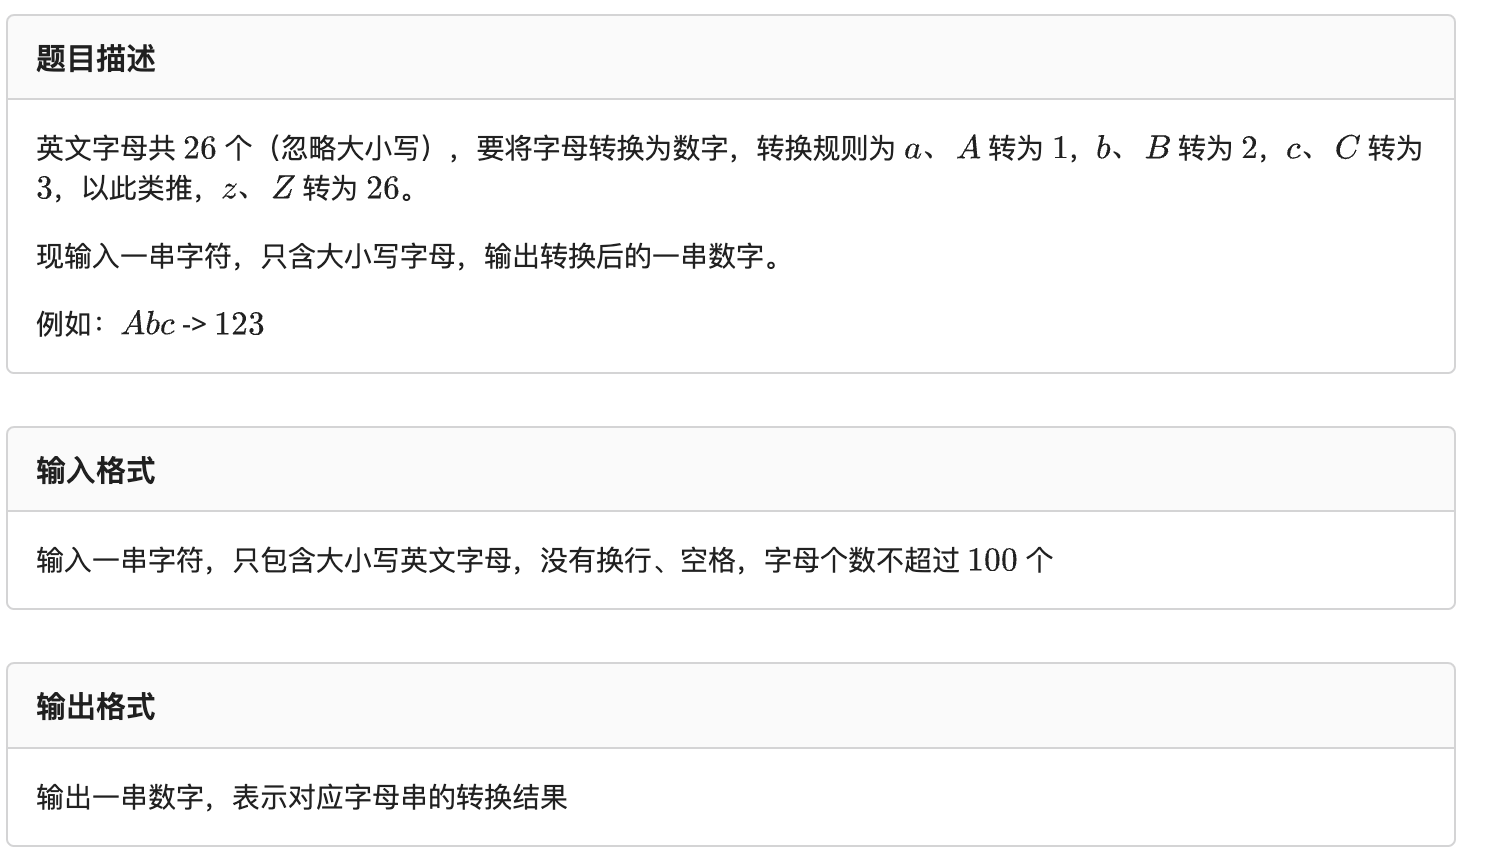 题目描述
英文字母共 26 个（忽略大小写），要将字母转换为数字，转换规则为 a、 A 转为 1，b、 B 转为 2，c、 C 转为
3，以此类推，z、 Z 转为 26。
现输入一串字符，只含大小写字母，输出转换后的一串数字。
例如：Abc -> 123
输入格式
输入一串字符，只包含大小写英文字母，没有换行、空格，字母个数不超过 100 个
输出格式
输出一串数字，表示对应字母串的转换结果